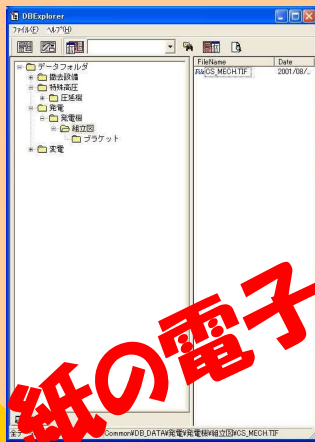 DBExplorer
ファイル(F) ヘルプ(H)
データフォルダ
撤去設備
特殊高圧
圧延機
発電
発電機
組立図
ブラケット
変電
FileName Date
CS_MECH.TIF 2001/08/...
紙の電子
Common¥DB_DATA¥発電¥発電機¥組立図¥CS_MECH.TIF